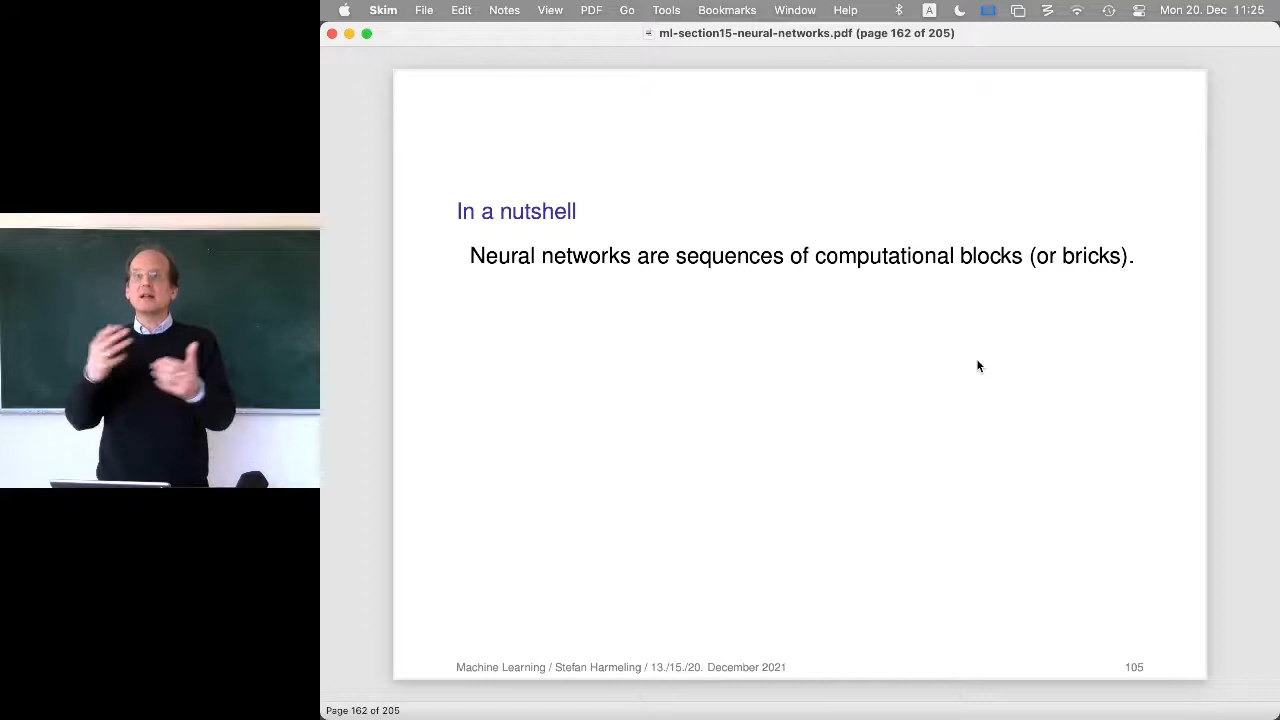 Skim File Edit Notes View PDF Go Tools Bookmarks Window Help A Mon 20. Dec 11:25
ml-section15-neural-networks.pdf (page 162 of 205)
In a nutshell
Neural networks are sequences of computational blocks (or bricks).
Machine Learning / Stefan Harmeling / 13./15./20. December 2021 105
Page 162 of 205